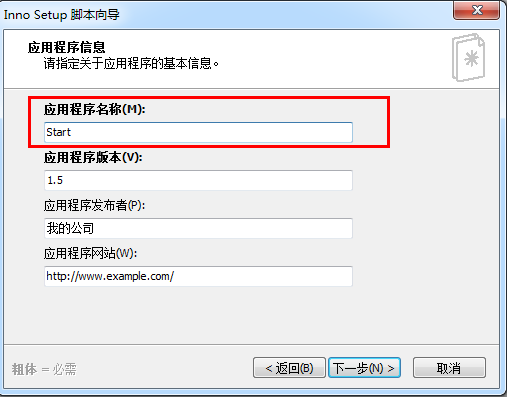 Inno Setup 脚本向导
应用程序信息
请指定关于应用程序的基本信息。
应用程序名称(M):
Start
应用程序版本(V):
1.5
应用程序发布者(P):
我的公司
应用程序网站(W):
http://www.example.com/
粗体 = 必需
< 返回(B) 下一步(N) > 取消